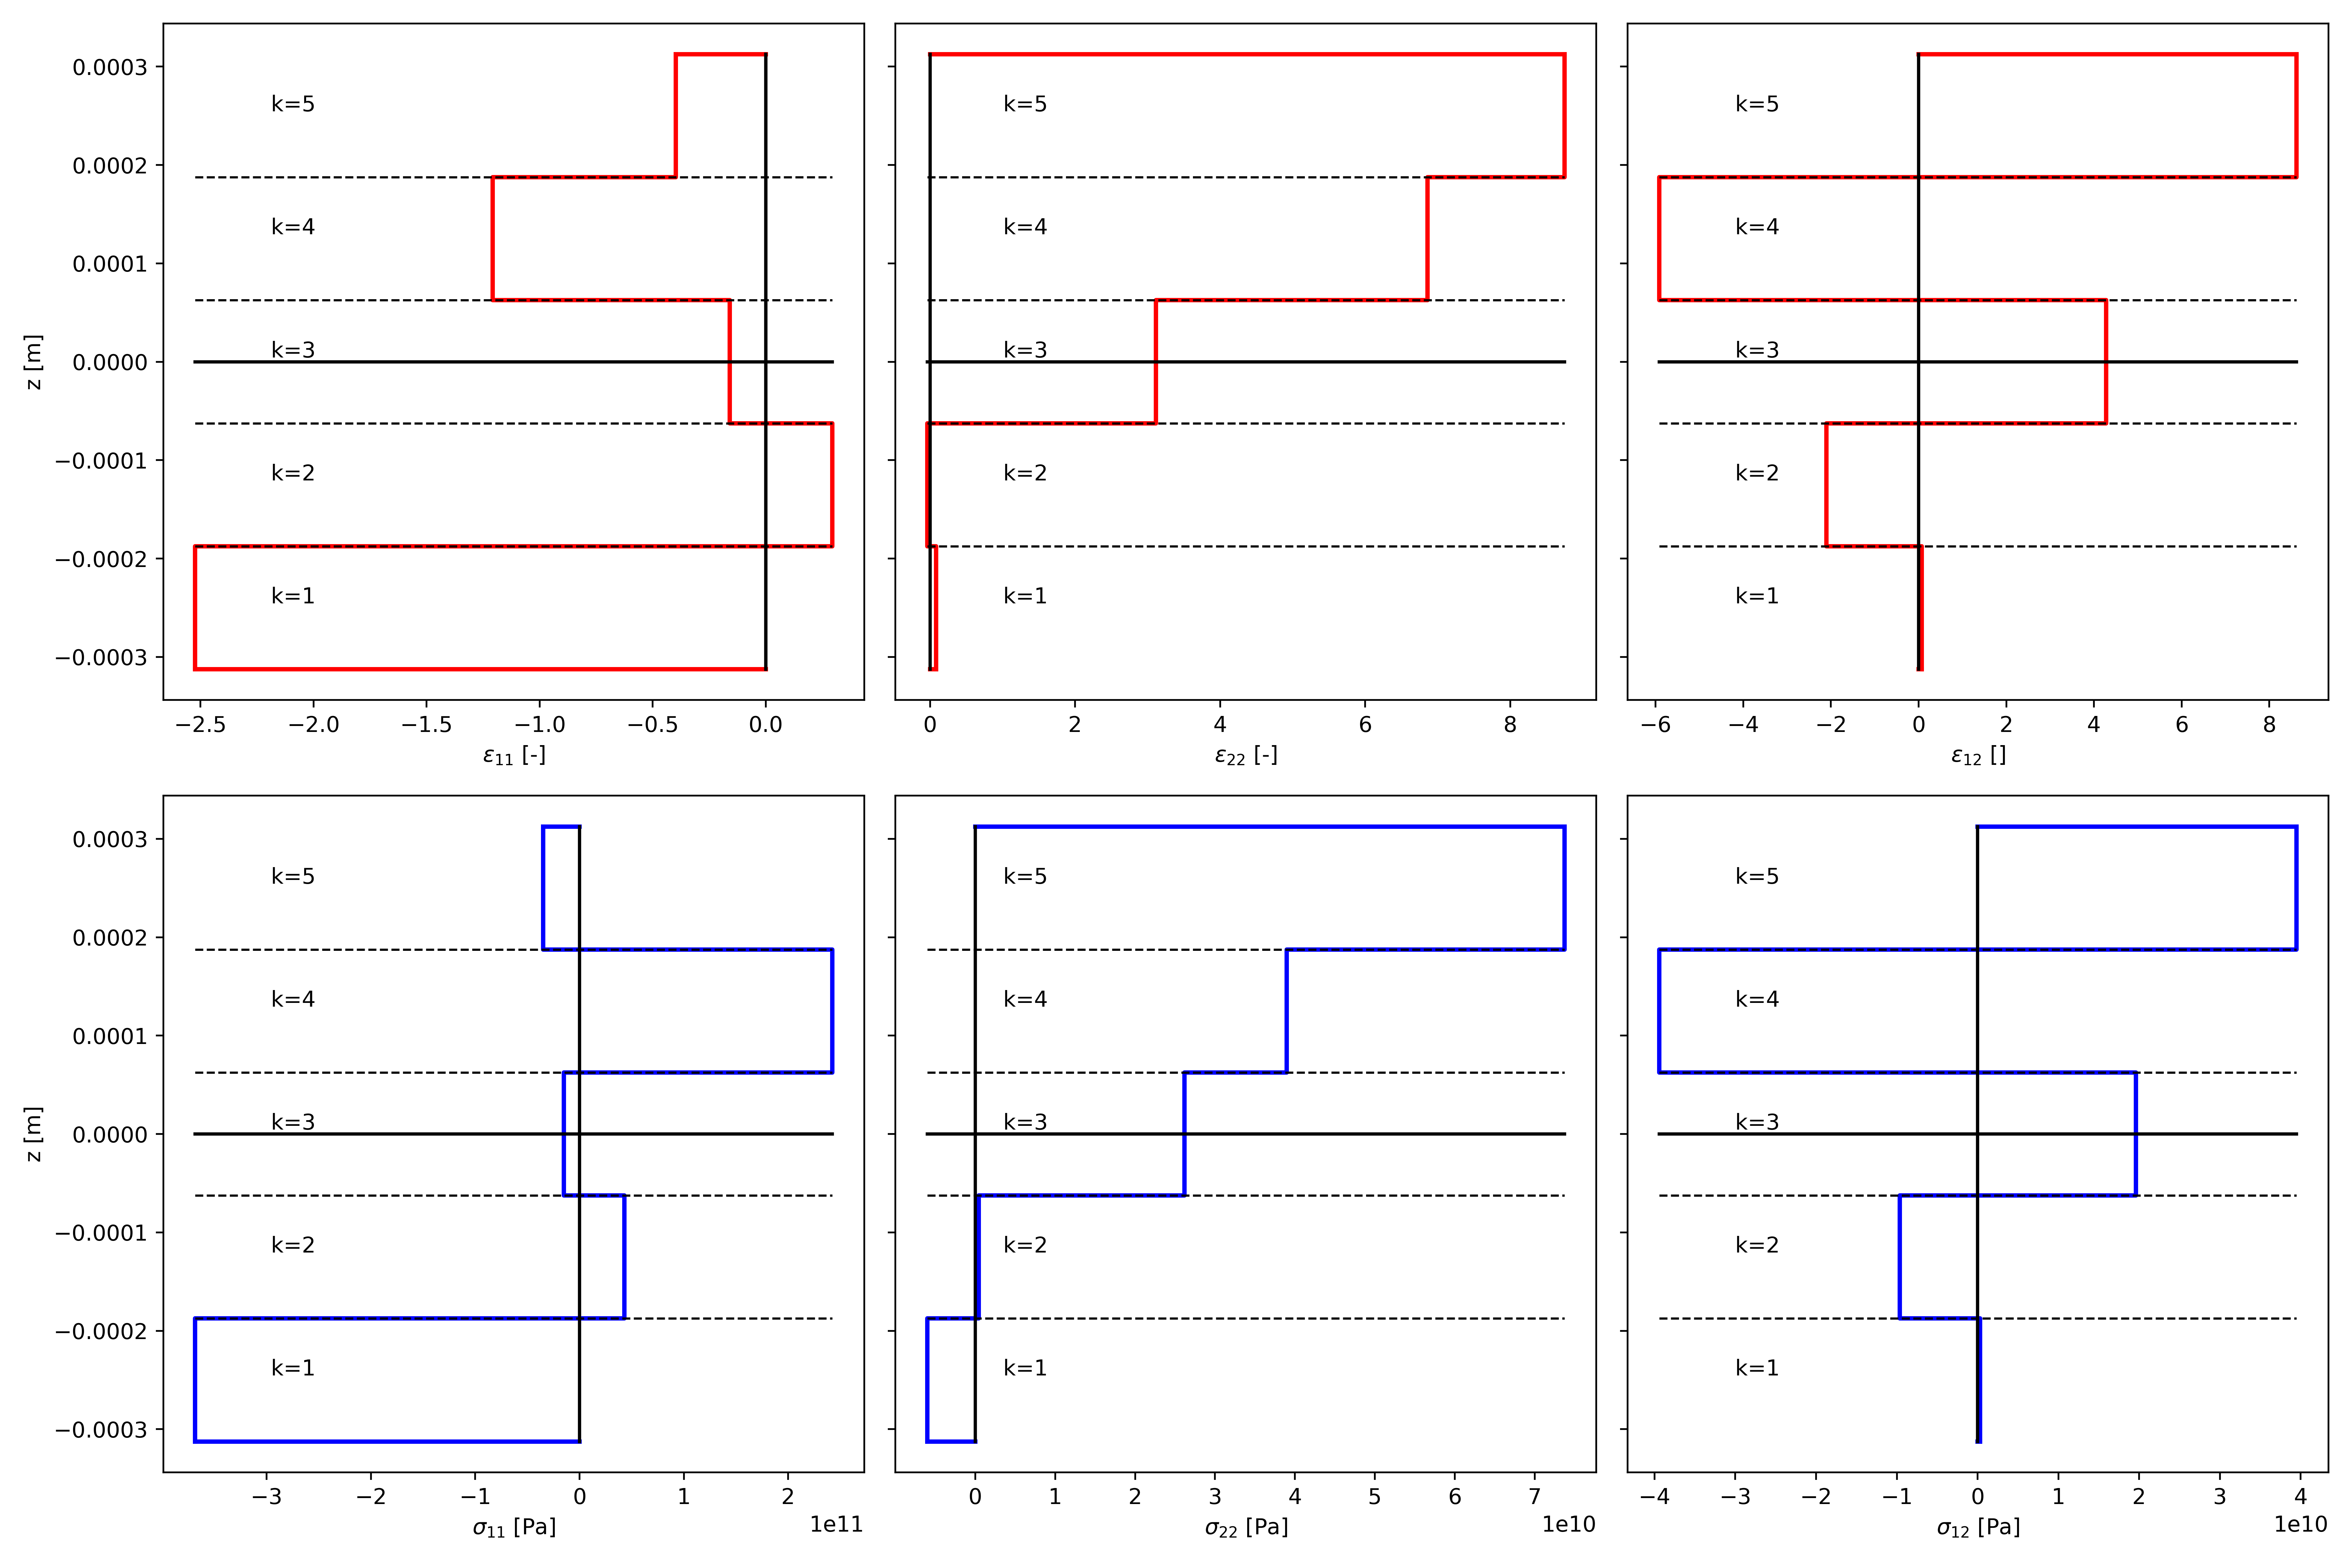 0.0003
0.0002
0.0001
0.0000
−0.0001
−0.0002
−0.0003
z [m]
k=5
k=4
k=3
k=2
k=1
−2.5 −2.0 −1.5 −1.0 −0.5 0.0
ε₁₁ [-]
k=5
k=4
k=3
k=2
k=1
0 2 4 6 8
ε₂₂ [-]
k=5
k=4
k=3
k=2
k=1
−6 −4 −2 0 2 4 6 8
ε₁₂ []
0.0003
0.0002
0.0001
0.0000
−0.0001
−0.0002
−0.0003
z [m]
k=5
k=4
k=3
k=2
k=1
−3 −2 −1 0 1 2
σ₁₁ [Pa]
1e11
k=5
k=4
k=3
k=2
k=1
0 1 2 3 4 5 6 7
σ₂₂ [Pa]
1e10
k=5
k=4
k=3
k=2
k=1
−4 −3 −2 −1 0 1 2 3 4
σ₁₂ [Pa]
1e10